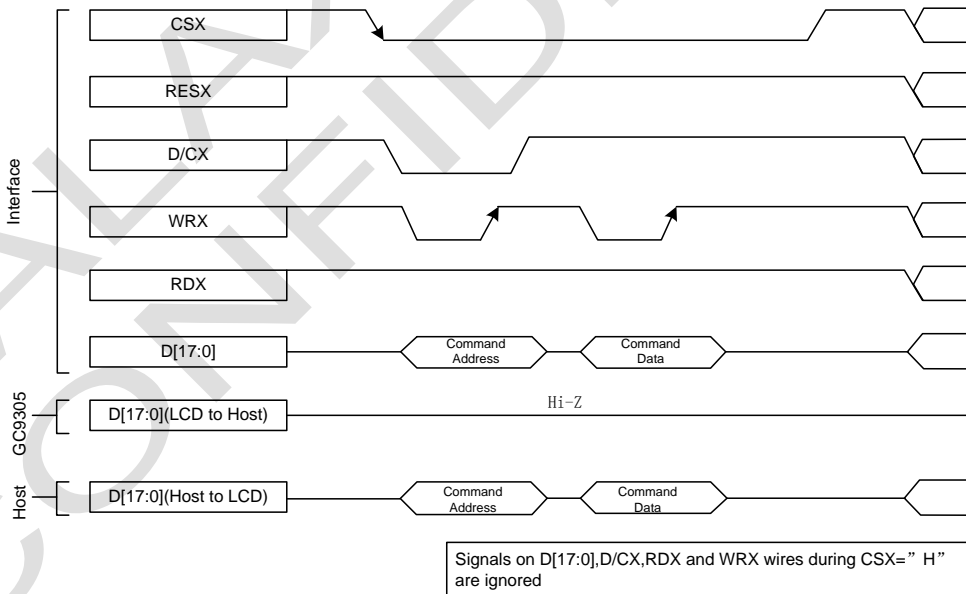 CSX
RESX
D/CX
WRX
RDX
D[17:0]
D[17:0](LCD to Host)
D[17:0](Host to LCD)
Interface
GC9305
Host
Command
Address
Command
Data
Hi-Z
Command
Address
Command
Data
Signals on D[17:0],D/CX,RDX and WRX wires during CSX=” H”
are ignored